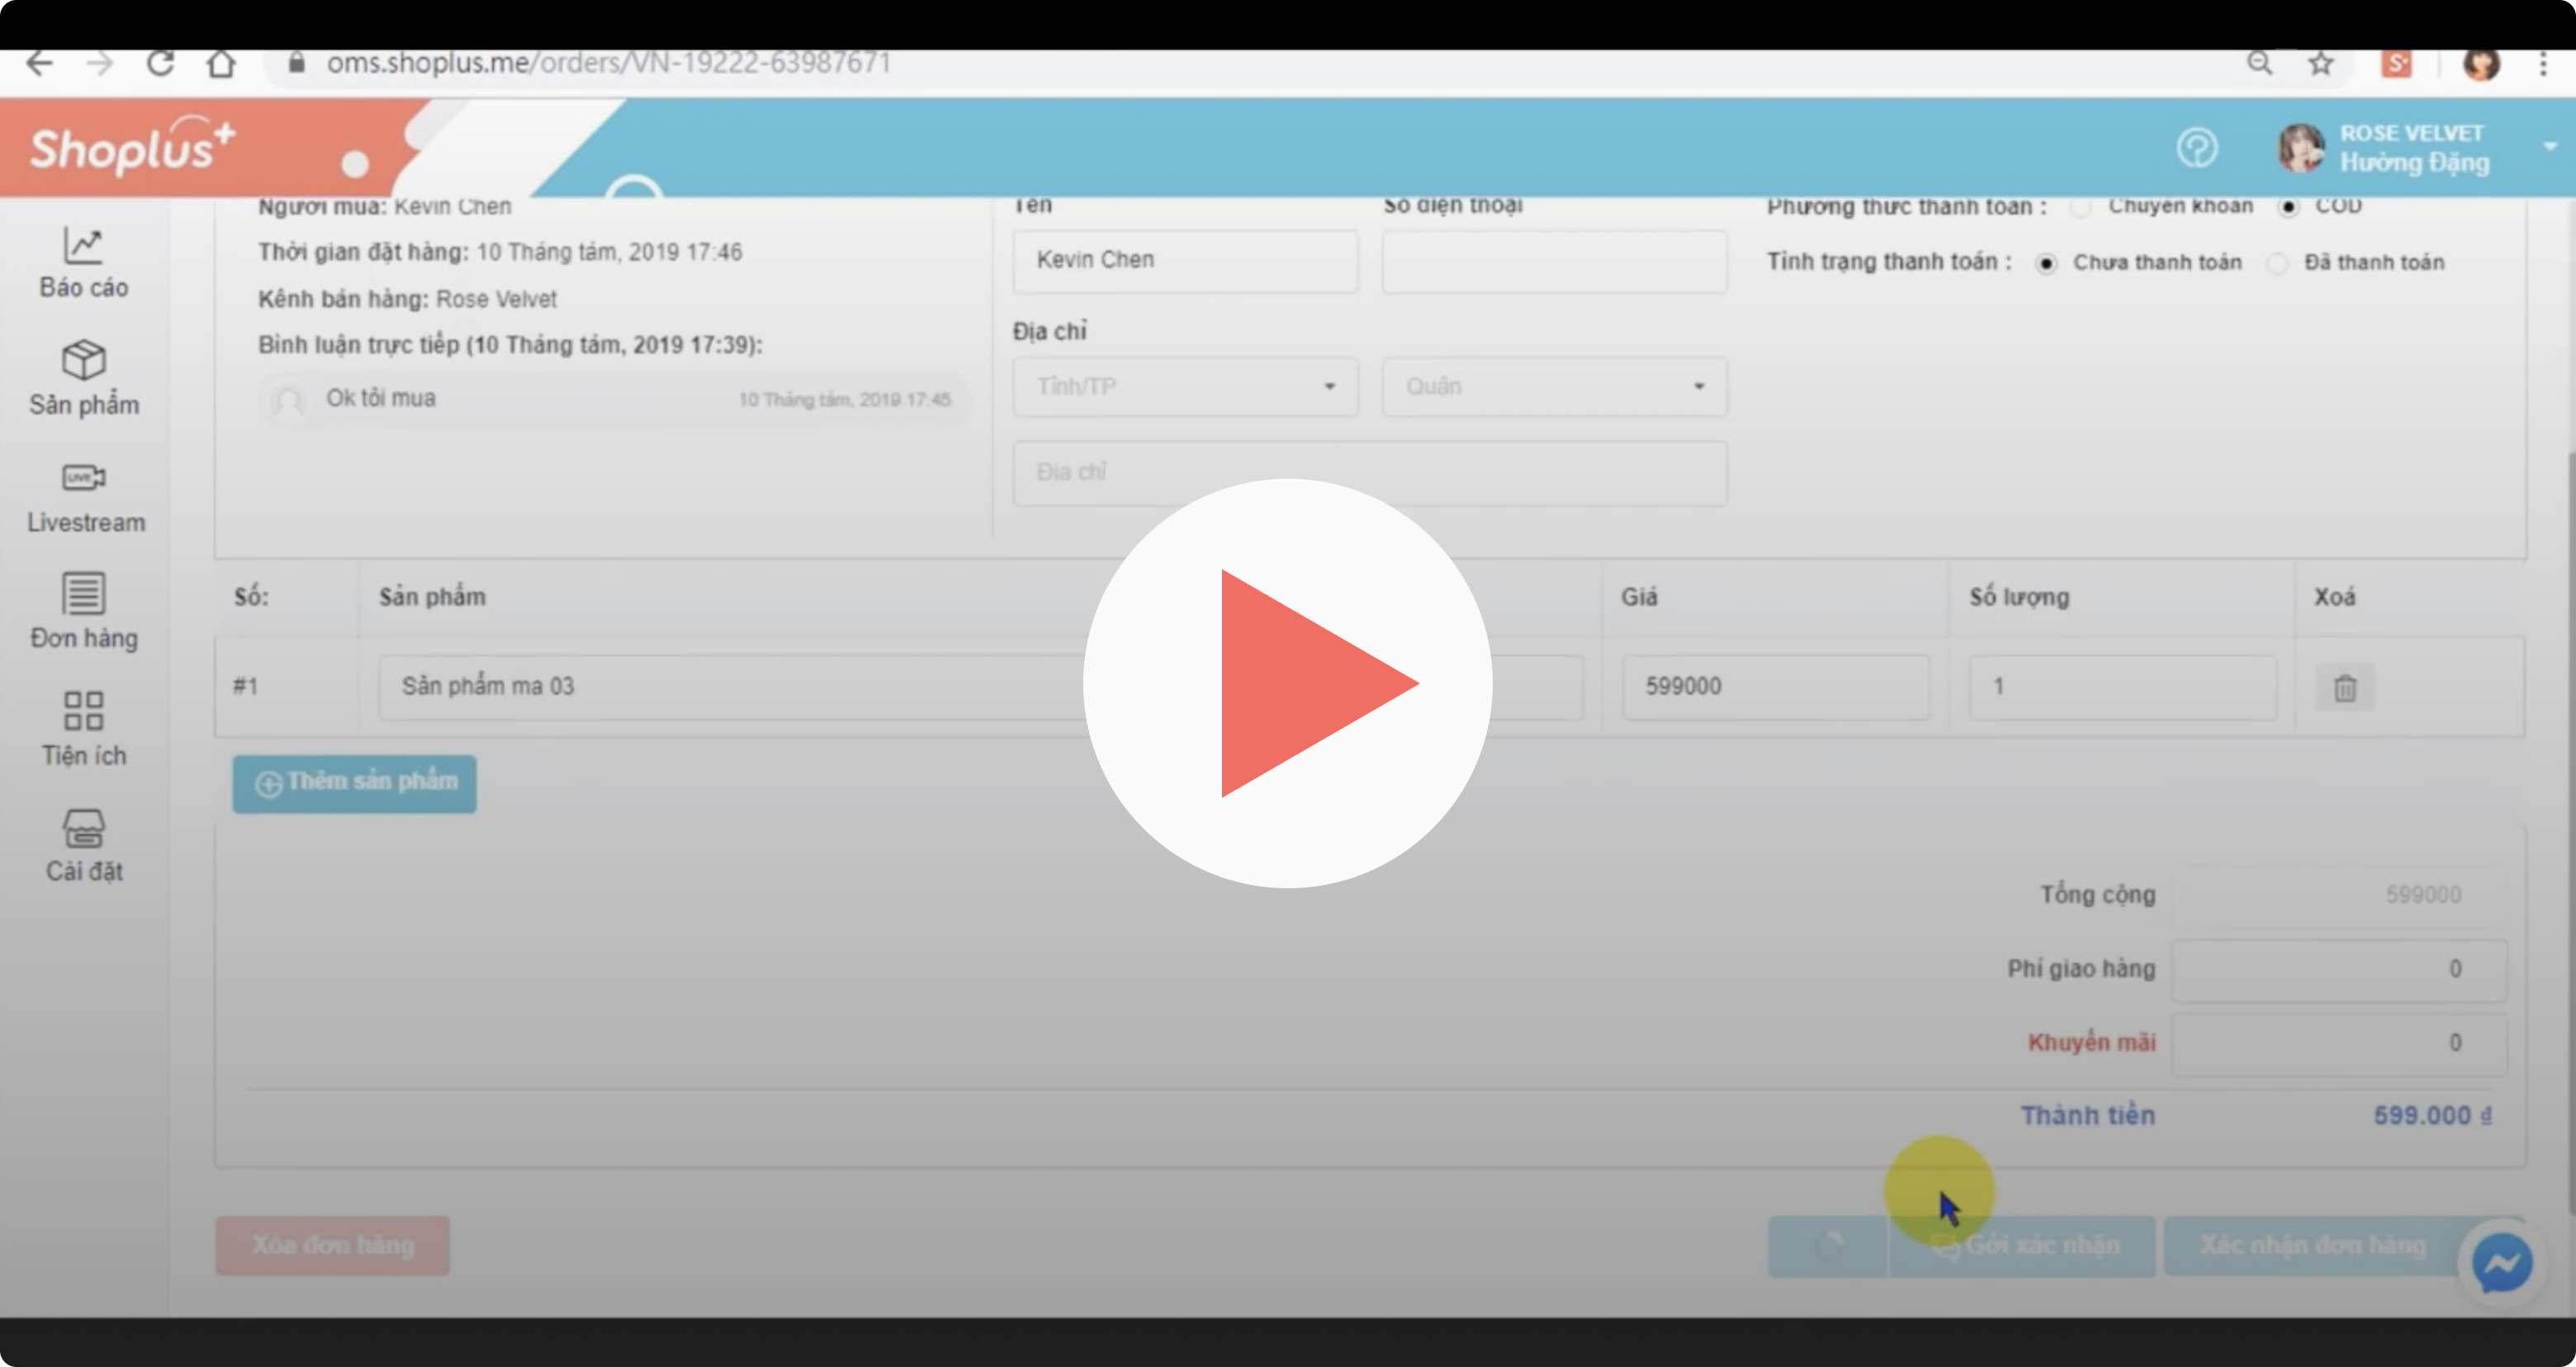 oms.shoplus.me/orders/VN-19222-63987671
Shoplus+
ROSE VELVET
Hường Đặng
Báo cáo
Sản phẩm
LIVE
Livestream
Đơn hàng
Tiện ích
Cài đặt
Người mua: Kevin Chen
Thời gian đặt hàng: 10 Tháng tám, 2019 17:46
Kênh bán hàng: Rose Velvet
Bình luận trực tiếp (10 Tháng tám, 2019 17:39):
Ok tôi mua 10 Tháng tám, 2019 17:45
Tên Số điện thoại
Kevin Chen
Địa chỉ
Tỉnh/TP Quận
Địa chỉ
Phương thức thanh toán : Chuyển khoản COD
Tình trạng thanh toán : Chưa thanh toán Đã thanh toán
Số: Sản phẩm Giá Số lượng Xoá
#1 Sản phẩm ma 03 599000 1
Thêm sản phẩm
Tổng cộng 599000
Phí giao hàng 0
Khuyến mãi 0
Thành tiền 599.000 ₫
Xóa đơn hàng Gởi xác nhận Xác nhận đơn hàng